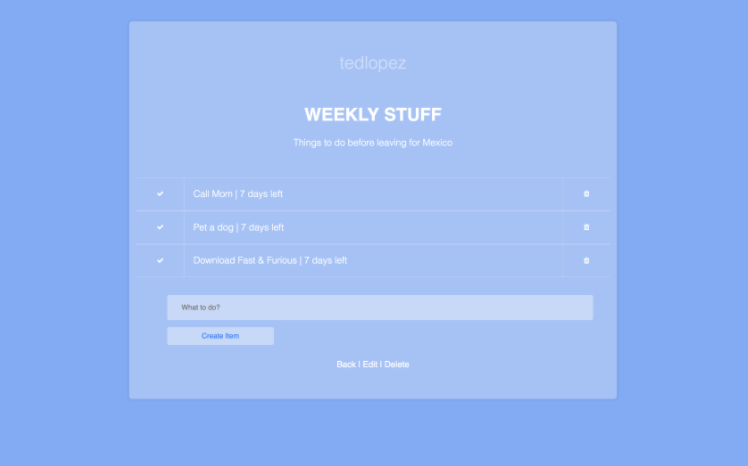 tedlopez
WEEKLY STUFF
Things to do before leaving for Mexico
Call Mom | 7 days left
Pet a dog | 7 days left
Download Fast & Furious | 7 days left
What to do?
Create Item
Back | Edit | Delete